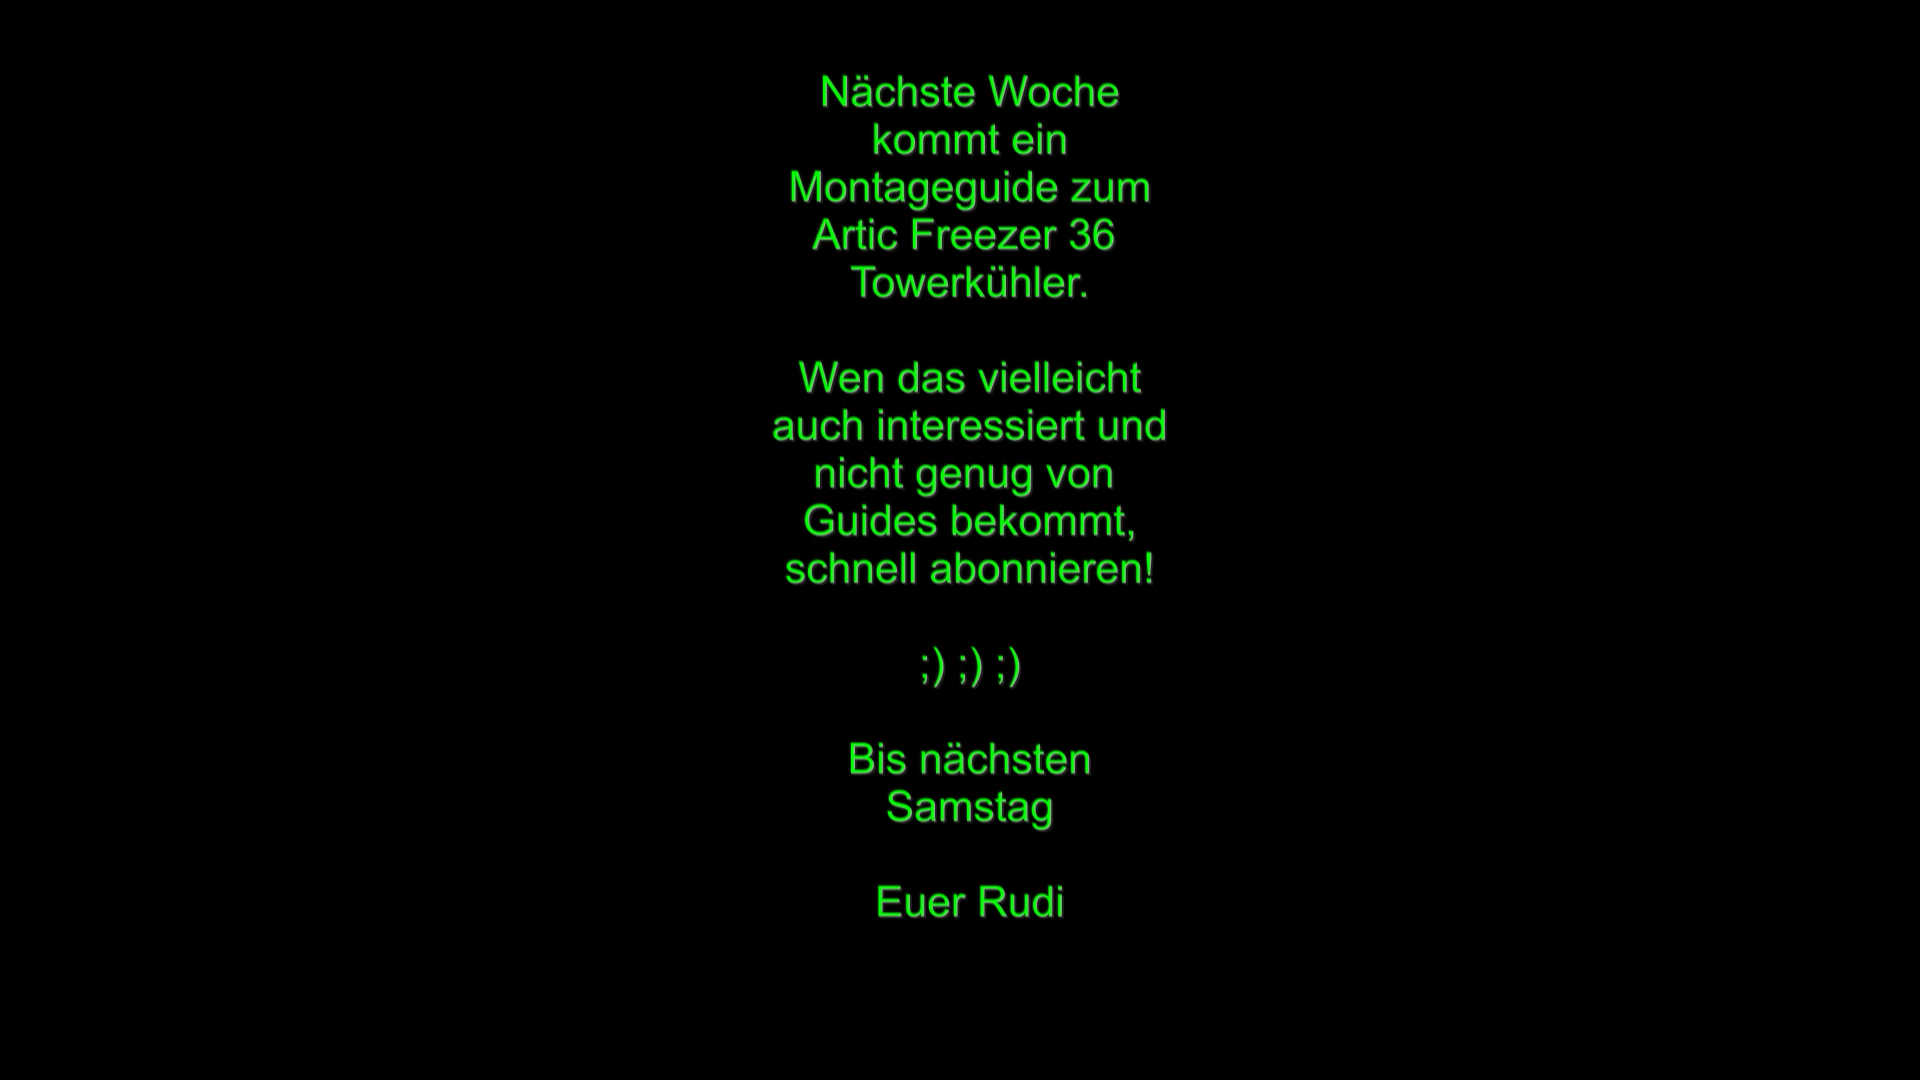 Nächste Woche
kommt ein
Montageguide zum
Artic Freezer 36
Towerkühler.
Wen das vielleicht
auch interessiert und
nicht genug von
Guides bekommt,
schnell abonnieren!
;) ;) ;)
Bis nächsten
Samstag
Euer Rudi